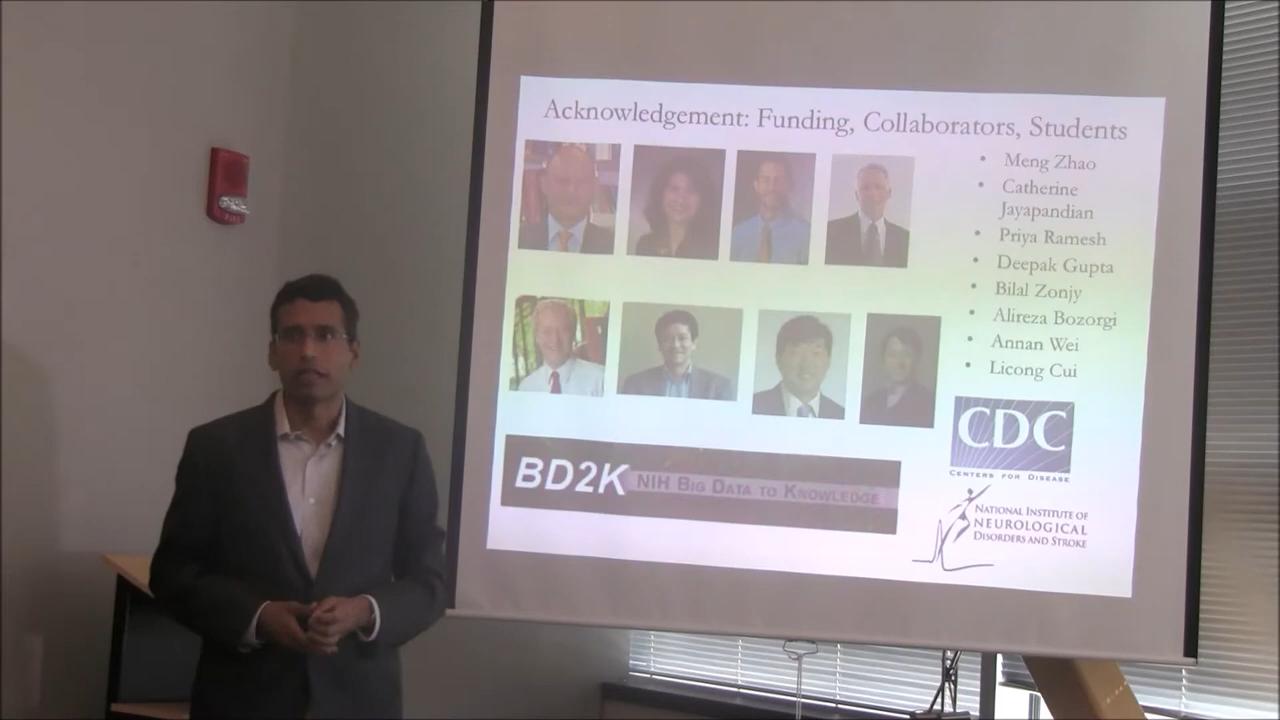 Acknowledgement: Funding, Collaborators, Students
• Meng Zhao
• Catherine
Jayapandian
• Priya Ramesh
• Deepak Gupta
• Bilal Zonjy
• Alireza Bozorgi
• Annan Wei
• Licong Cui
CDC
CENTERS FOR DISEASE
BD2K NIH BIG DATA TO KNOWLEDGE
NATIONAL INSTITUTE OF
NEUROLOGICAL
DISORDERS AND STROKE
FIRE